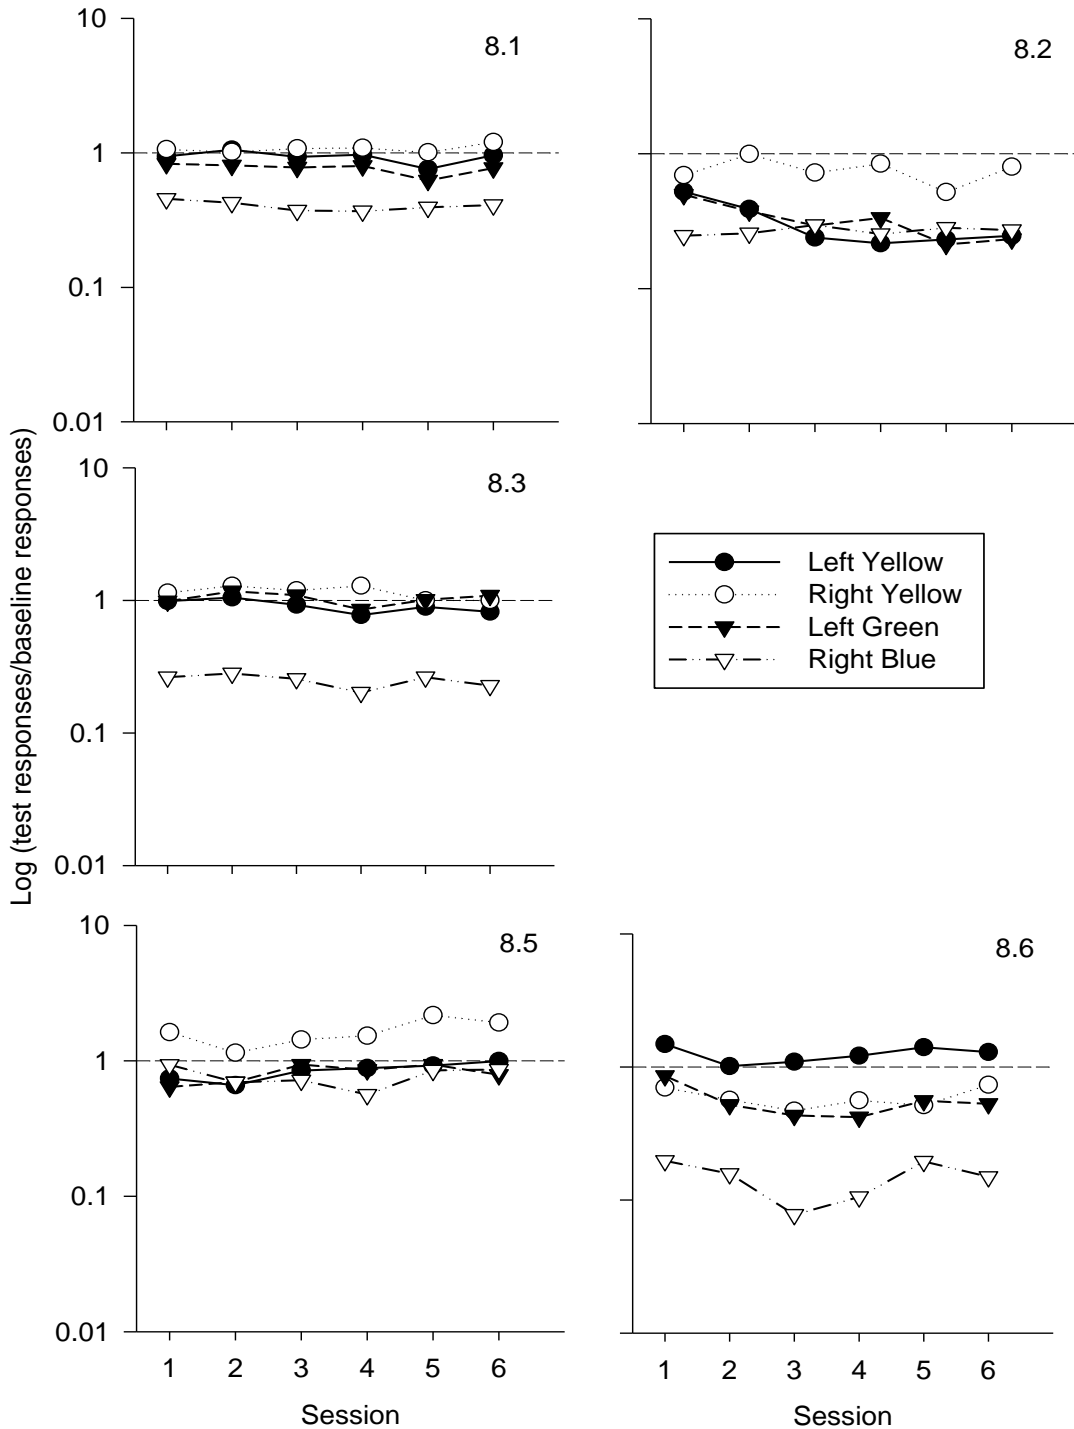 10
8.1
1
0.1
0.01
8.2
Log (test responses/baseline responses)
10
8.3
1
0.1
0.01
Left Yellow
Right Yellow
Left Green
Right Blue
10
8.5
1
0.1
0.01
1 2 3 4 5 6
Session
8.6
1 2 3 4 5 6
Session